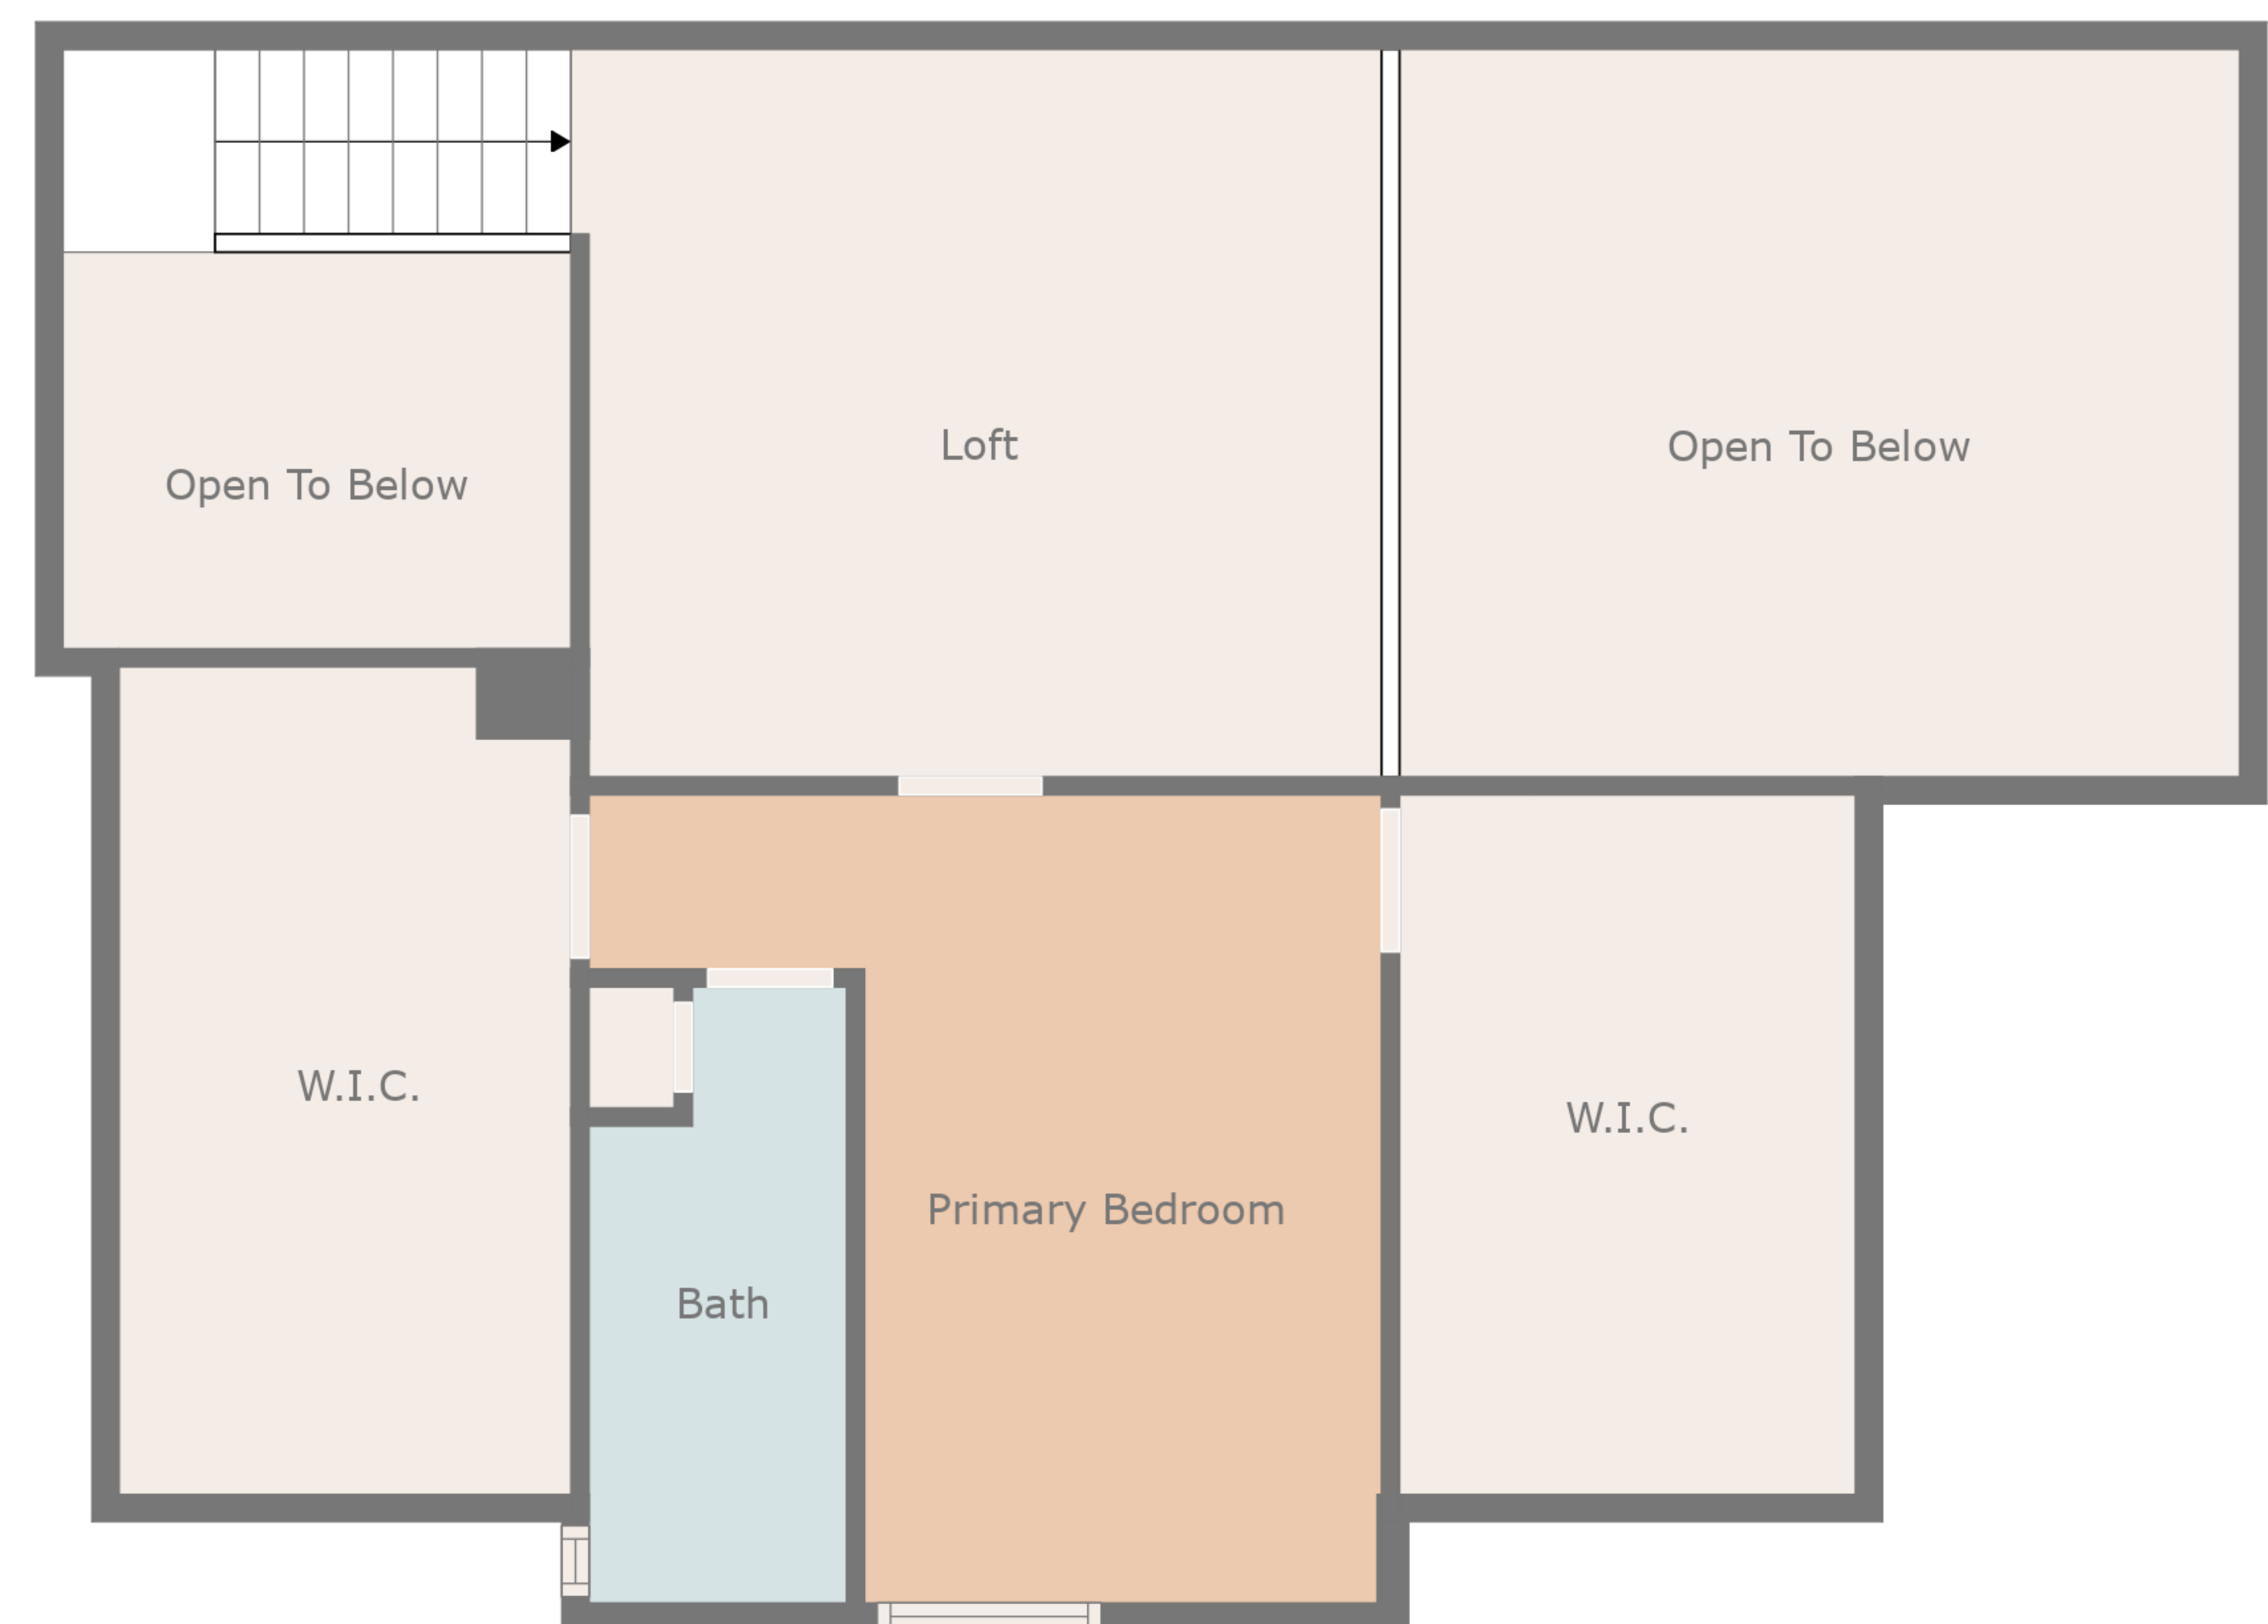 Loft
Open To Below
Open To Below
W.I.C.
W.I.C.
Primary Bedroom
Bath